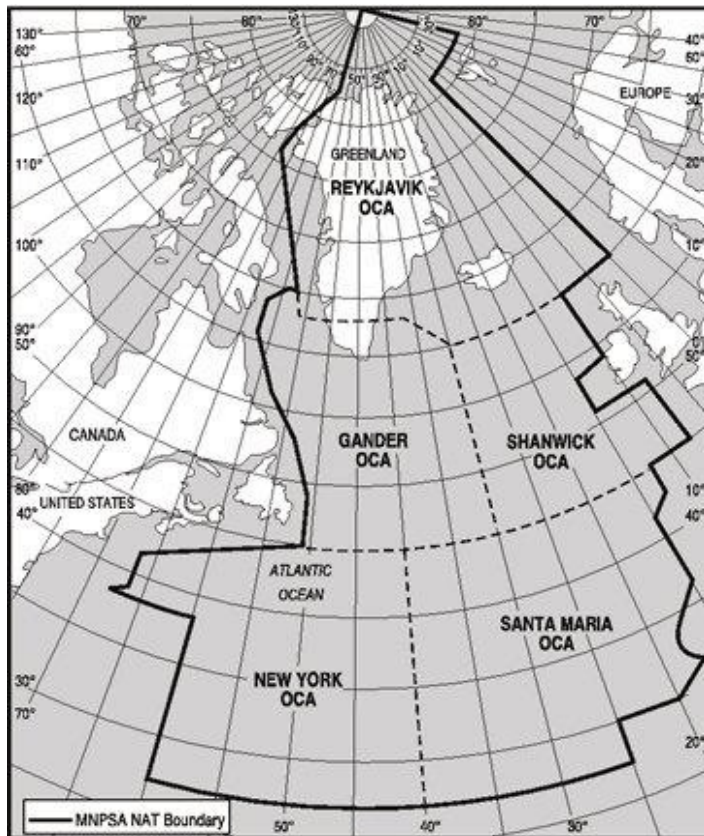 70°
80°
80°
70°
130°
60°
120°
110°
100°
90°
50°
80°
40°
30°
70°
40°
60°
30°
20°
10°
0°
50°
10°
40°
20°
50°
40°
30°
EUROPE
GREENLAND
REYKJAVIK
OCA
CANADA
UNITED STATES
GANDER
OCA
SHANWICK
OCA
ATLANTIC
OCEAN
NEW YORK
OCA
SANTA MARIA
OCA
MNPSA NAT Boundary